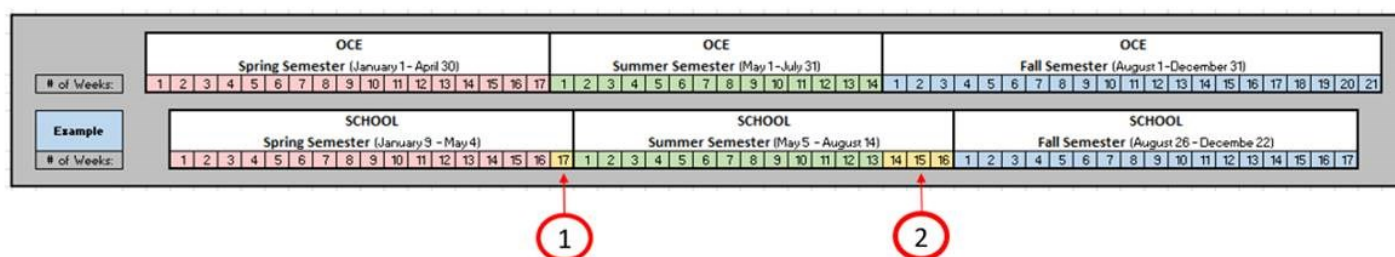 OCE OCE OCE
Spring Semester (January 1 - April 30) Summer Semester (May 1 - July 31) Fall Semester (August 1 - December 31)
# of Weeks: 1 2 3 4 5 6 7 8 9 10 11 12 13 14 15 16 17 1 2 3 4 5 6 7 8 9 10 11 12 13 14 1 2 3 4 5 6 7 8 9 10 11 12 13 14 15 16 17 18 19 20 21
Example SCHOOL SCHOOL SCHOOL
Spring Semester (January 9 - May 4) Summer Semester (May 5 - August 14) Fall Semester (August 26 - Decembe 22)
# of Weeks: 1 2 3 4 5 6 7 8 9 10 11 12 13 14 15 16 17 1 2 3 4 5 6 7 8 9 10 11 12 13 14 15 16 1 2 3 4 5 6 7 8 9 10 11 12 13 14 15 16 17
1 2